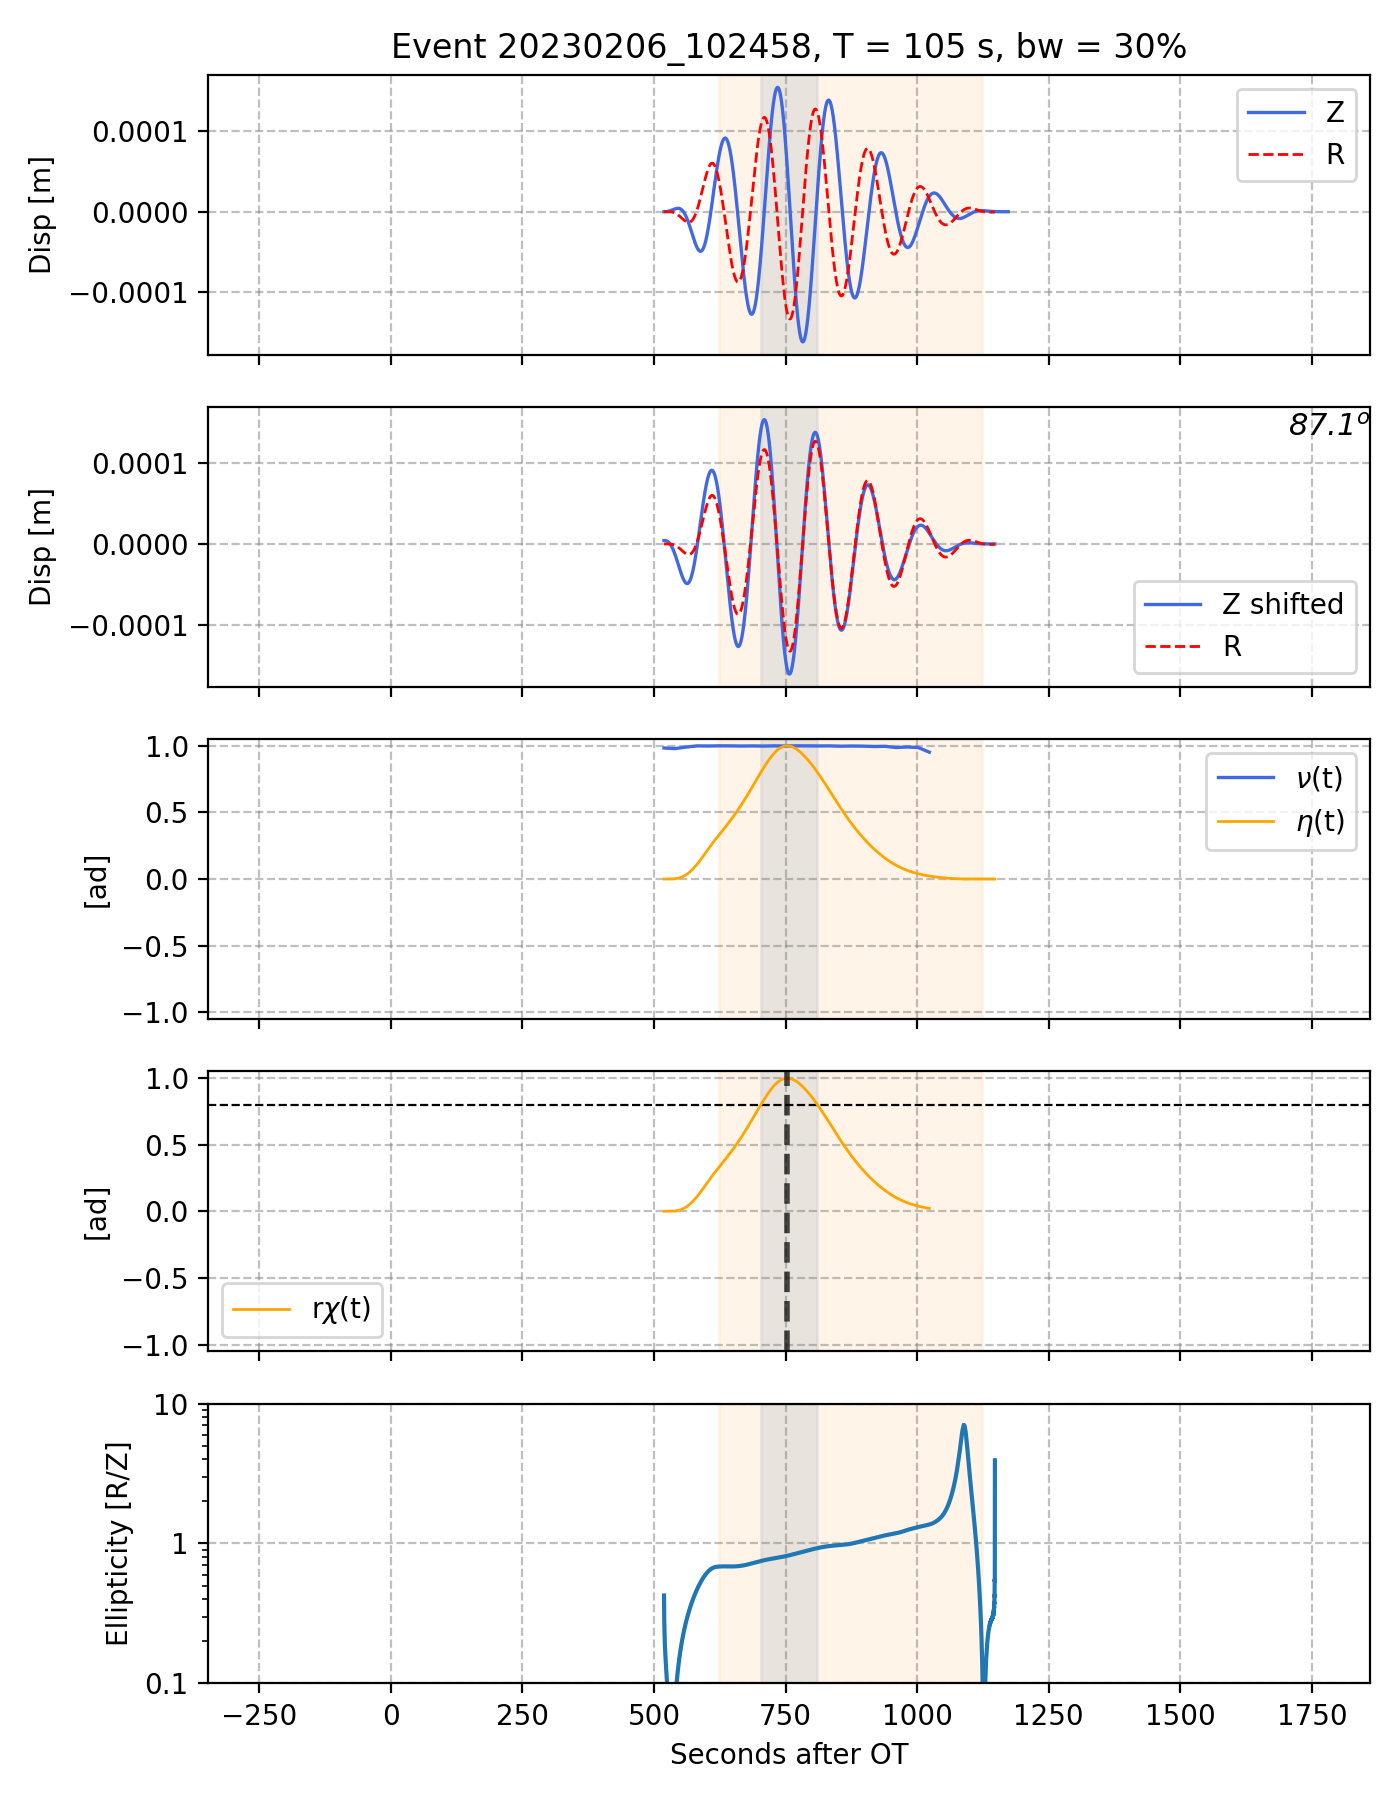 Event 20230206_102458, T = 105 s, bw = 30%
Disp [m]
0.0001
0.0000
−0.0001
Z
R
Disp [m]
0.0001
0.0000
−0.0001
87.1º
Z shifted
R
[ad]
1.0
0.5
0.0
−0.5
−1.0
ν(t)
η(t)
[ad]
1.0
0.5
0.0
−0.5
−1.0
rχ(t)
Ellipticity [R/Z]
10
1
0.1
−250 0 250 500 750 1000 1250 1500 1750
Seconds after OT